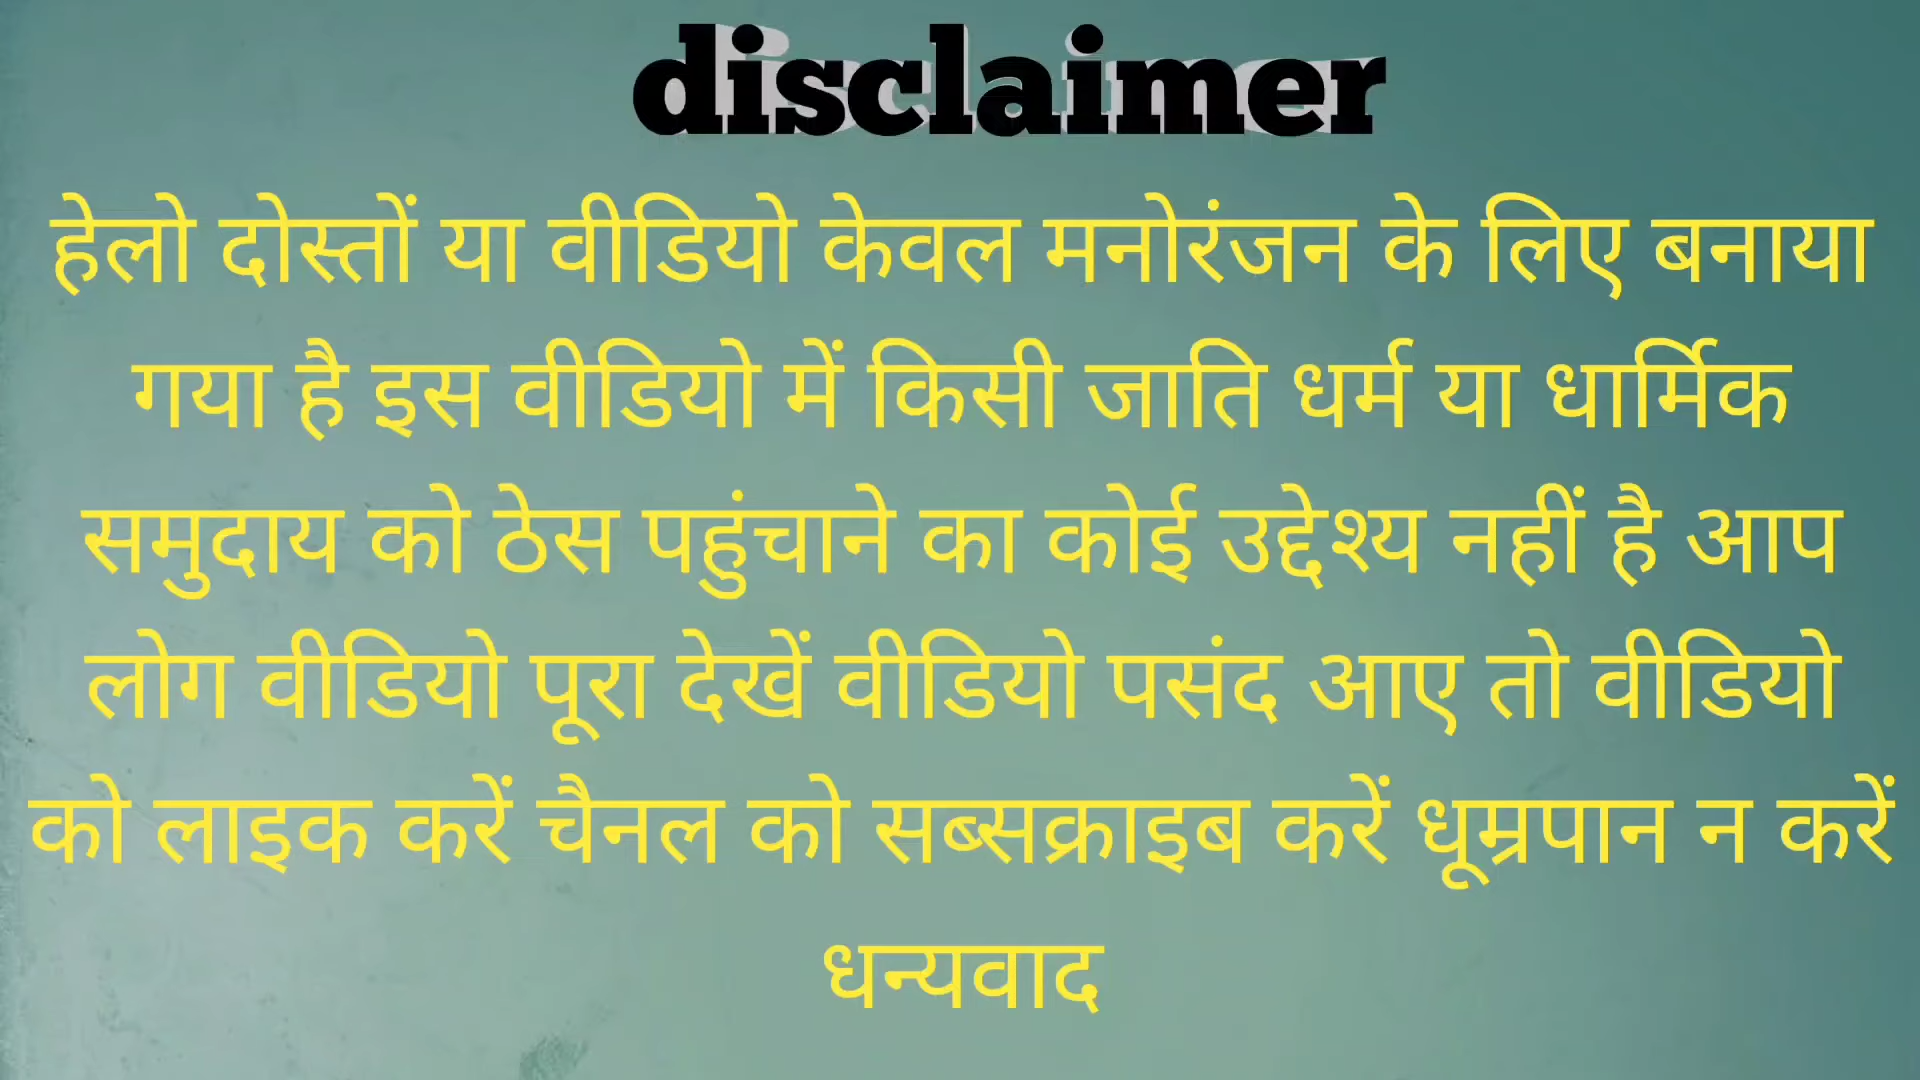 disclaimer
हेलो दोस्तों या वीडियो केवल मनोरंजन के लिए बनाया
गया है इस वीडियो में किसी जाति धर्म या धार्मिक
समुदाय को ठेस पहुंचाने का कोई उद्देश्य नहीं है आप
लोग वीडियो पूरा देखें वीडियो पसंद आए तो वीडियो
को लाइक करें चैनल को सब्सक्राइब करें धूम्रपान न करें
धन्यवाद